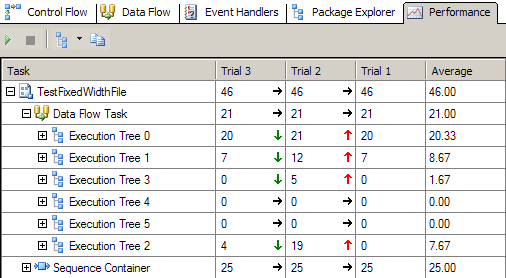 Control Flow Data Flow Event Handlers Package Explorer Performance
Task Trial 3 Trial 2 Trial 1 Average
TestFixedWidthFile 46 → 46 → 46 46.00
Data Flow Task 21 → 21 → 21 21.00
Execution Tree 0 20 ↓ 21 ↑ 20 20.33
Execution Tree 1 7 ↓ 12 ↑ 7 8.67
Execution Tree 3 0 ↓ 5 ↑ 0 1.67
Execution Tree 4 0 → 0 → 0 0.00
Execution Tree 5 0 → 0 → 0 0.00
Execution Tree 2 4 ↓ 19 ↑ 0 7.67
Sequence Container 25 → 25 → 25 25.00